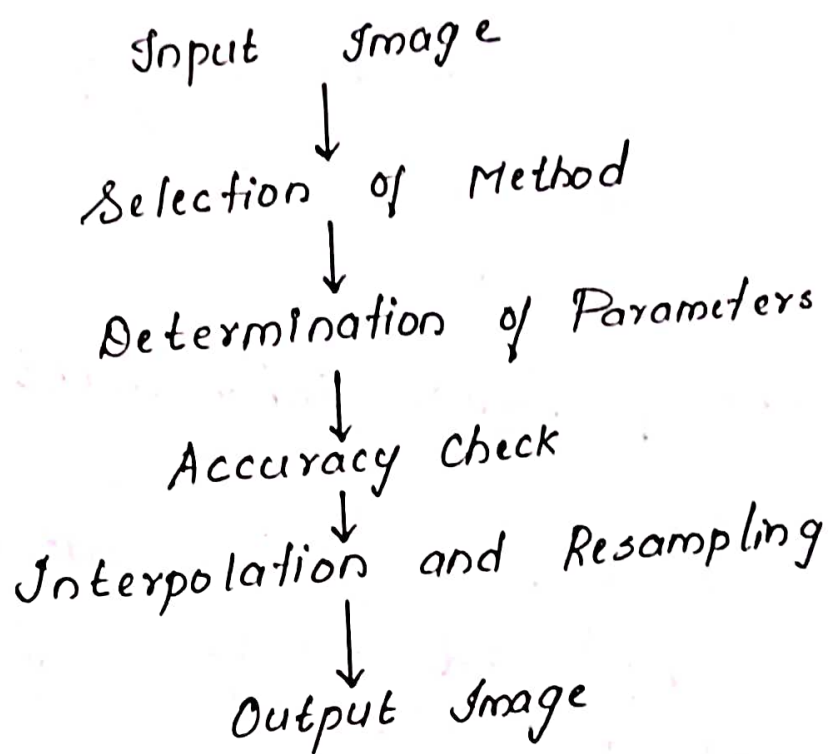 Input Image
Selection of Method
Determination of Parameters
Accuracy Check
Interpolation and Resampling
Output Image